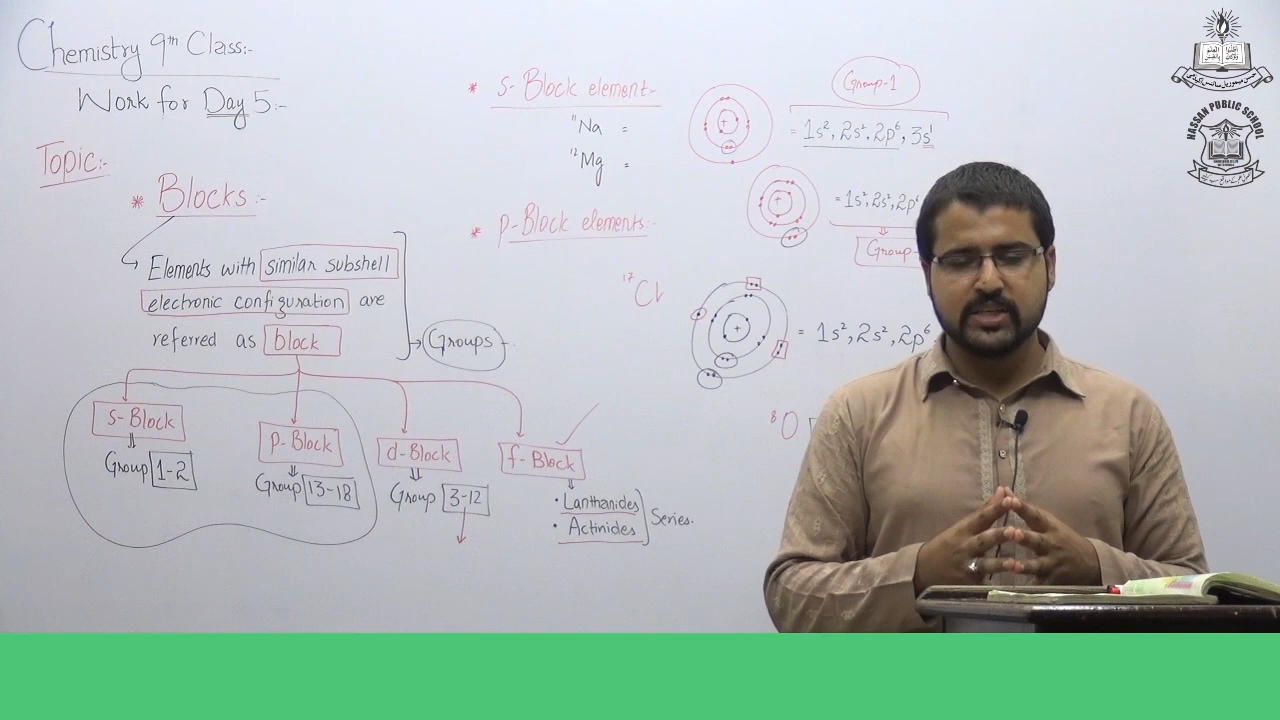 Chemistry 9th Class:-
Work for Day 5:-
Topic:-
* Blocks:-
Elements with similar subshell
electronic configuration are
referred as block
Groups
s-Block
Group 1-2
p-Block
Group 13-18
d-Block
Group 3-12
f-Block
• Lanthanides
• Actinides
Series.
* s-Block element:-
Group-1
11Na =
= 1s², 2s², 2p⁶, 3s¹
12Mg =
= 1s², 2s², 2p⁶
Group-
* p-Block elements:-
17Cl
= 1s², 2s², 2p⁶
8O
HASSAN PUBLIC SCHOOL